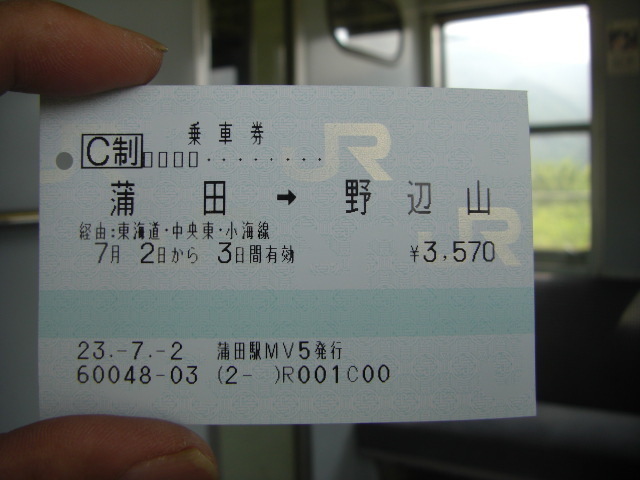 乗車券
C制 □□□□・・・・・・・・
蒲田 → 野辺山
経由:東海道・中央東・小海線
7月 2日から 3日間有効 ¥3,570
23.-7.-2 蒲田駅MV5発行
60048-03 (2- )R001C00
JR
JR